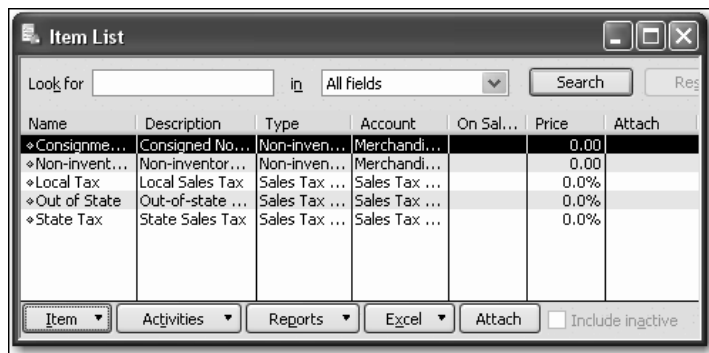 Item List
Look for in All fields Search Res
Name Description Type Account On Sal... Price Attach
Consignme... Consigned No... Non-inven... Merchandi... 0.00
Non-invent... Non-inventor... Non-inven... Merchandi... 0.00
Local Tax Local Sales Tax Sales Tax ... Sales Tax ... 0.0%
Out of State Out-of-state ... Sales Tax ... Sales Tax ... 0.0%
State Tax State Sales Tax Sales Tax ... Sales Tax ... 0.0%
Item Activities Reports Excel Attach Include inactive